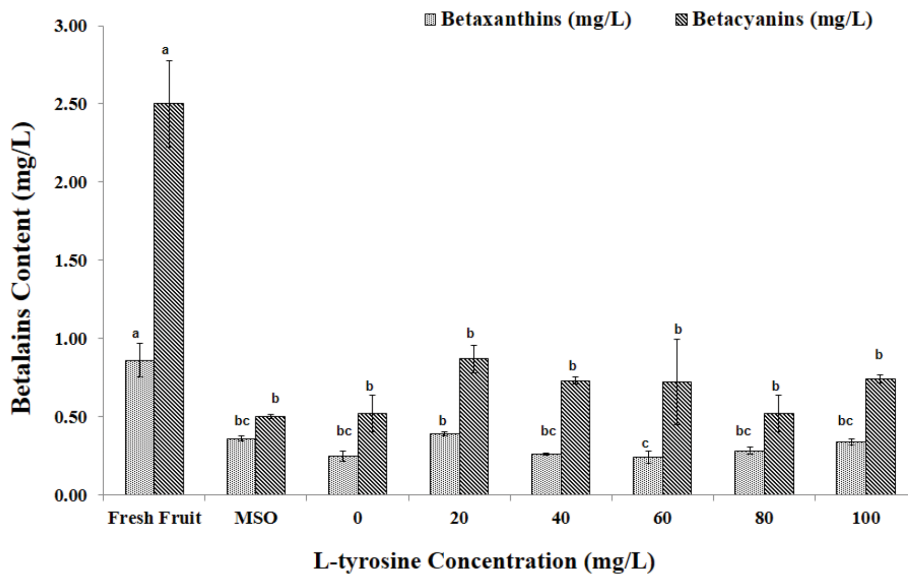 Betaxanthins (mg/L) Betacyanins (mg/L)
Betalains Content (mg/L)
3.00
2.50
2.00
1.50
1.00
0.50
0.00
a a
bc b
bc b
b b
bc b
c b
bc b
bc b
Fresh Fruit MSO 0 20 40 60 80 100
L-tyrosine Concentration (mg/L)